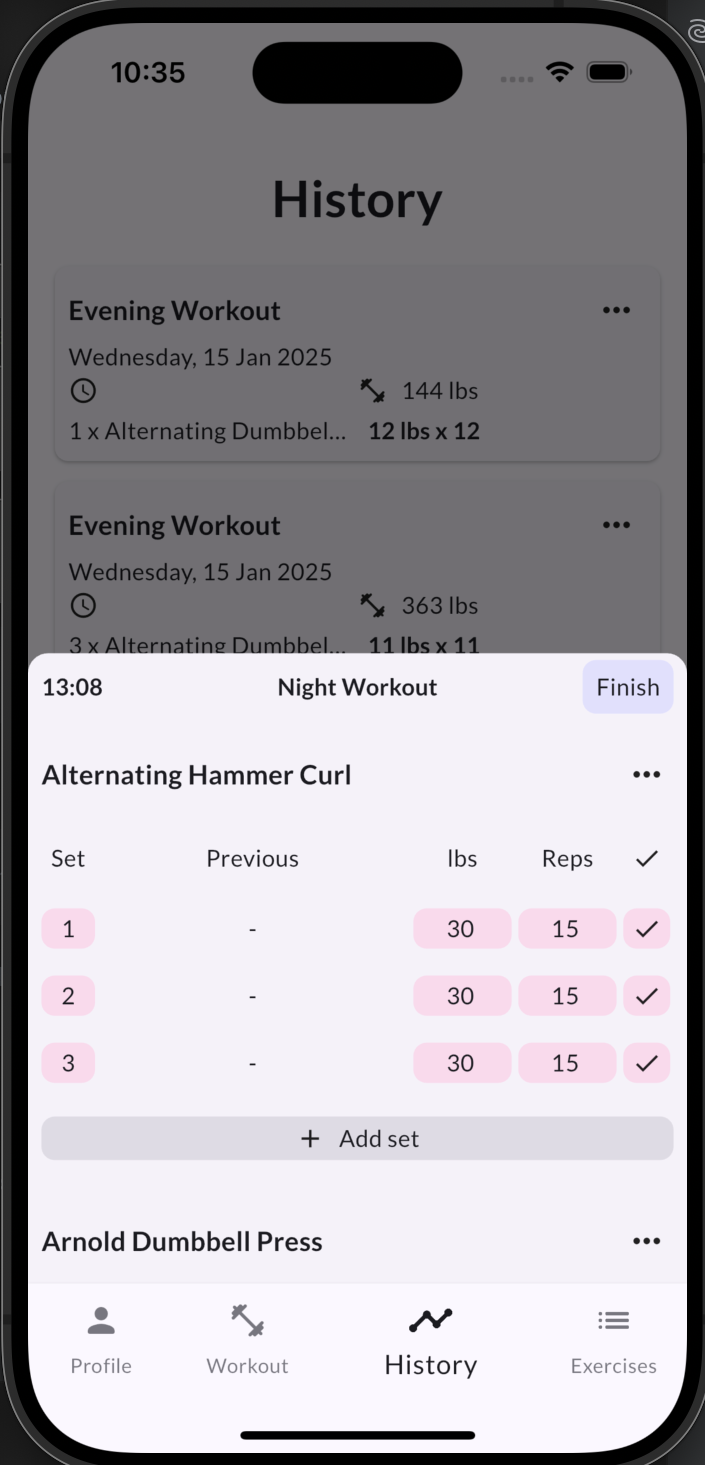 10:35
History
Evening Workout
Wednesday, 15 Jan 2025
144 lbs
1 x Alternating Dumbbel... 12 lbs x 12
Evening Workout
Wednesday, 15 Jan 2025
363 lbs
3 x Alternating Dumbbel... 11 lbs x 11
13:08 Night Workout Finish
Alternating Hammer Curl
Set Previous lbs Reps
1 - 30 15
2 - 30 15
3 - 30 15
+ Add set
Arnold Dumbbell Press
Profile Workout History Exercises